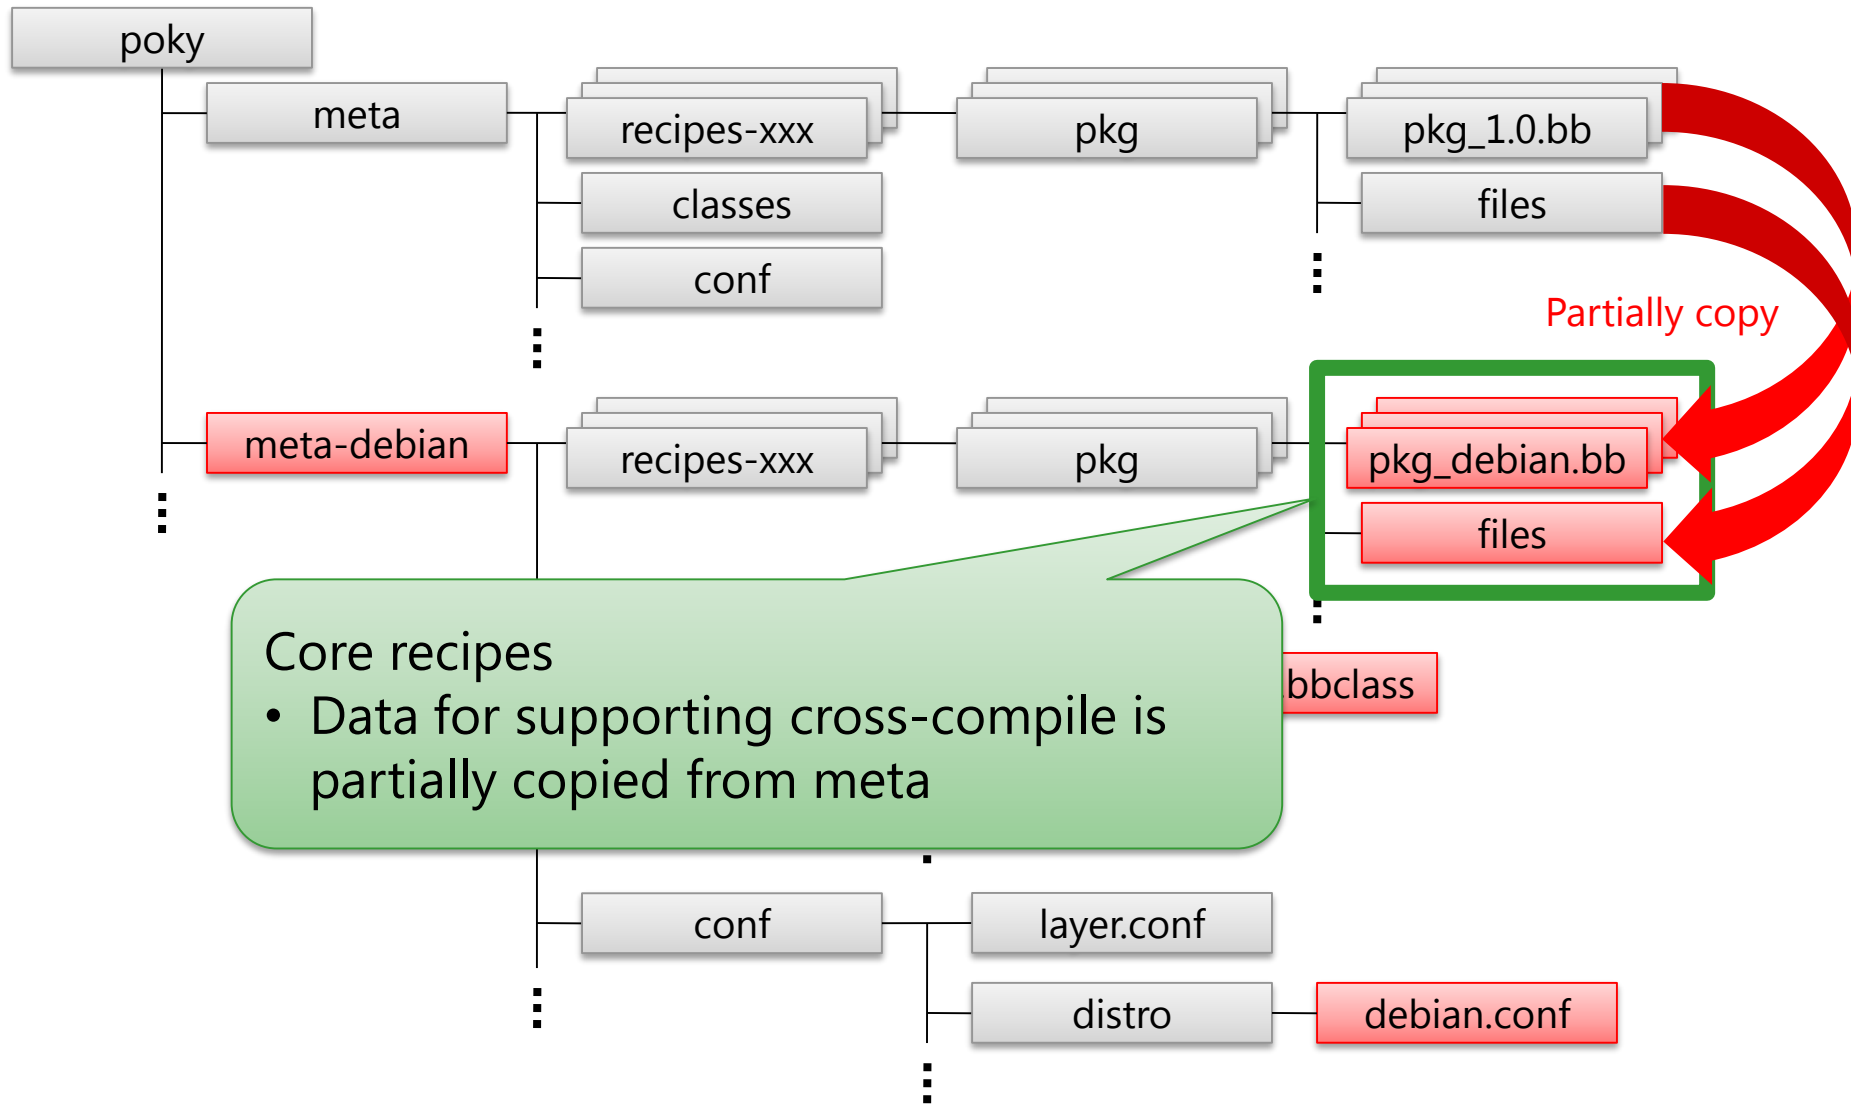 poky
meta
recipes-xxx
pkg
pkg_1.0.bb
classes
files
conf
Partially copy
meta-debian
recipes-xxx
pkg
pkg_debian.bb
files
Core recipes
• Data for supporting cross-compile is
partially copied from meta
.bbclass
conf
layer.conf
distro
debian.conf